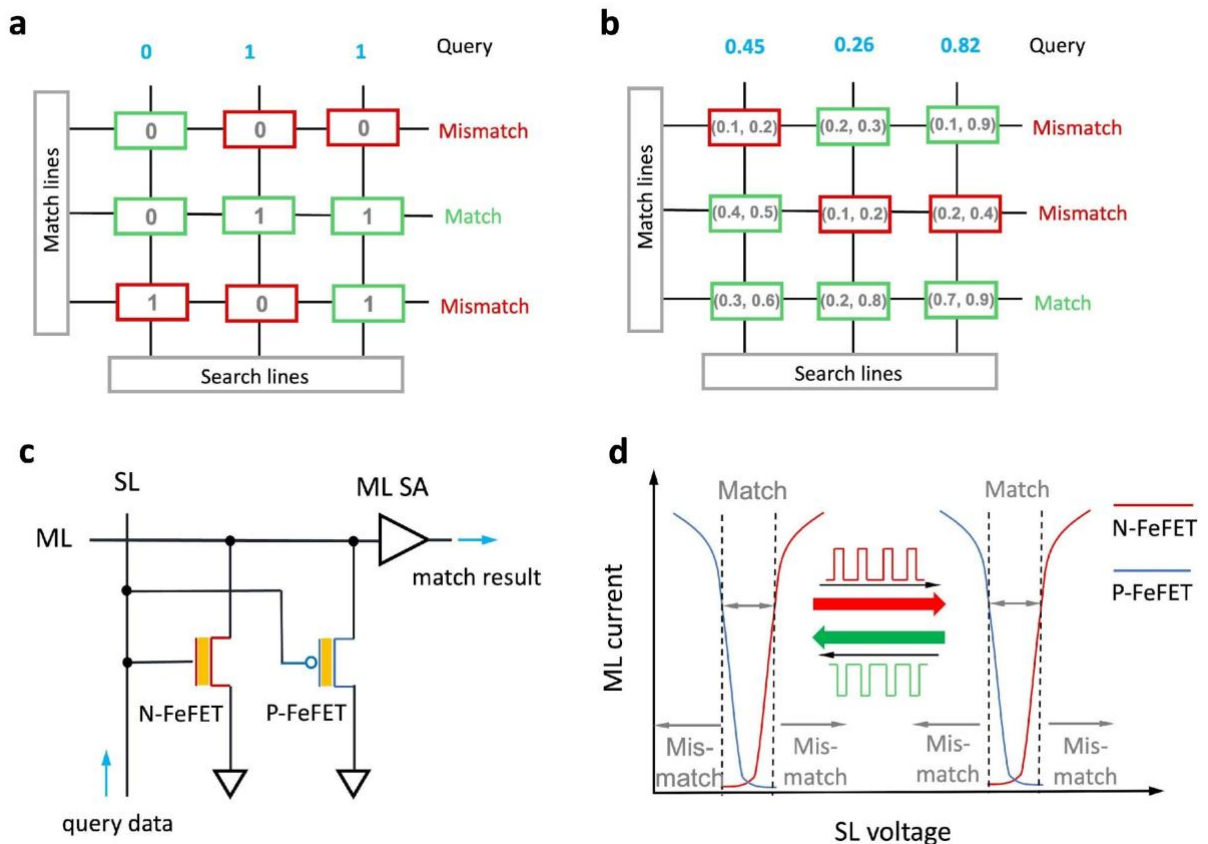 a
0 1 1 Query
0 0 0 Mismatch
0 1 1 Match
1 0 1 Mismatch
Match lines
Search lines
b
0.45 0.26 0.82 Query
(0.1, 0.2) (0.2, 0.3) (0.1, 0.9) Mismatch
(0.4, 0.5) (0.1, 0.2) (0.2, 0.4) Mismatch
(0.3, 0.6) (0.2, 0.8) (0.7, 0.9) Match
Match lines
Search lines
c
SL
ML SA
ML
match result
N-FeFET
P-FeFET
query data
d
Match
Match
N-FeFET
P-FeFET
ML current
Mis-
match
Mis-
match
Mis-
match
Mis-
match
SL voltage